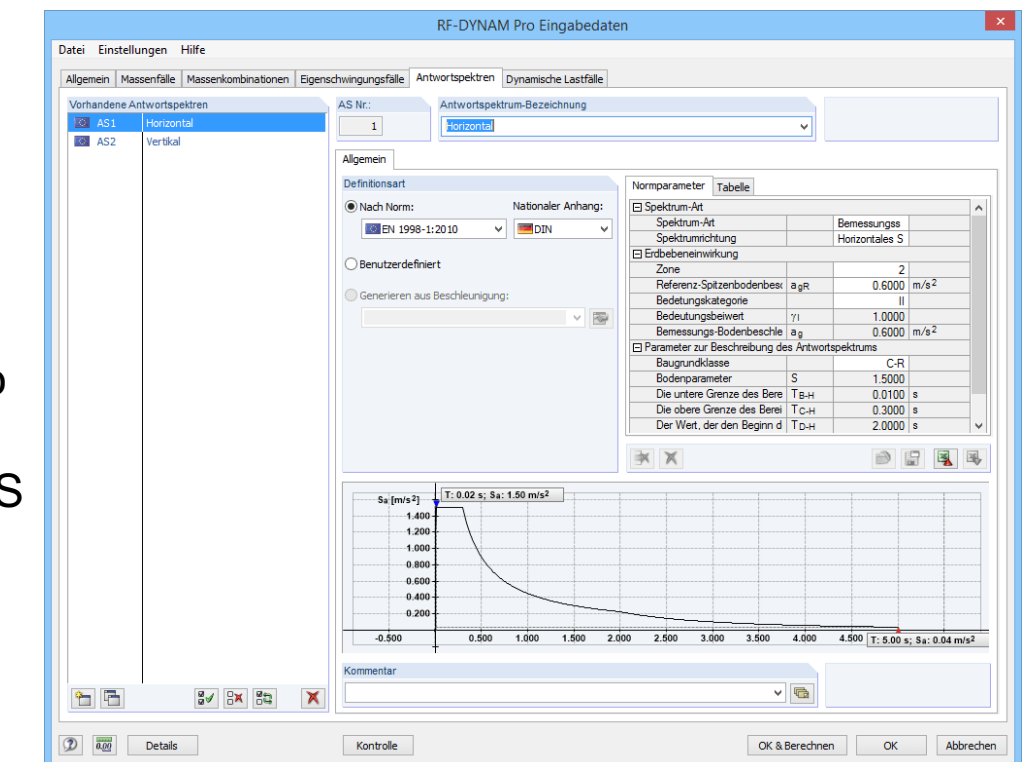 RF-DYNAM Pro Eingabedaten
Datei Einstellungen Hilfe
Allgemein Massenfälle Massenkombinationen Eigenschwingungsfälle Antwortspektren Dynamische Lastfälle
Vorhandene Antwortspektren
AS1 Horizontal
AS2 Vertikal
AS Nr.:
1
Antwortspektrum-Bezeichnung
Horizontal
Allgemein
Definitionsart
Nach Norm: Nationaler Anhang:
EN 1998-1:2010 DIN
Benutzerdefiniert
Generieren aus Beschleunigung:
Normparameter Tabelle
Spektrum-Art
Spektrum-Art Bemessungss
Spektrumrichtung Horizontales S
Erdbebeneinwirkung
Zone 2
Referenz-Spitzenbodenbesc agR 0.6000 m/s²
Bedetungskategorie II
Bedeutungsbeiwert γI 1.0000
Bemessungs-Bodenbeschle ag 0.6000 m/s²
Parameter zur Beschreibung des Antwortspektrums
Baugrundklasse C-R
Bodenparameter S 1.5000
Die untere Grenze des Bere TB-H 0.0100 s
Die obere Grenze des Berei TC-H 0.3000 s
Der Wert, der den Beginn d TD-H 2.0000 s
S
Sa [m/s²]
T: 0.02 s; Sa: 1.50 m/s²
1.400
1.200
1.000
0.800
0.600
0.400
0.200
-0.500 0.500 1.000 1.500 2.000 2.500 3.000 3.500 4.000 4.500
T: 5.00 s; Sa: 0.04 m/s²
Kommentar
0.00 Details Kontrolle OK & Berechnen OK Abbrechen